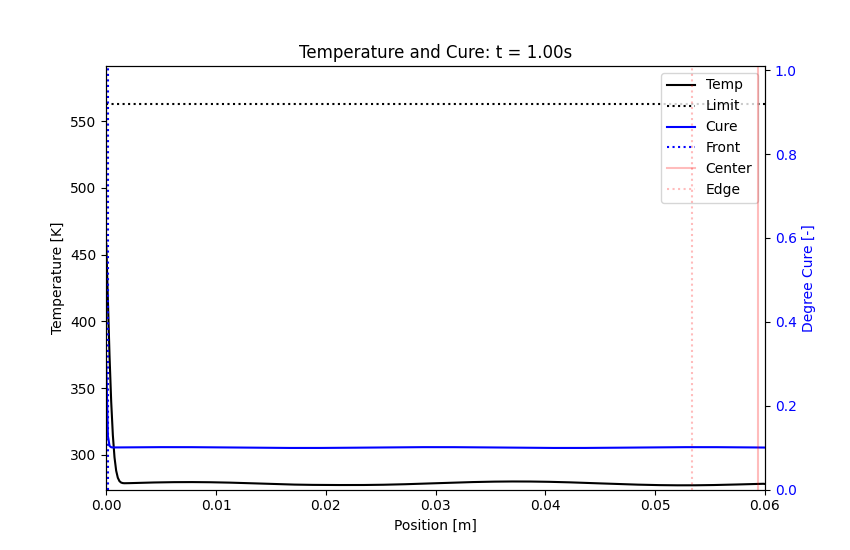 Temperature and Cure: t = 1.00s
Temp
Limit
Cure
Front
Center
Edge
550
500
450
400
350
300
1.0
0.8
0.6
0.4
0.2
0.0
Temperature [K]
Degree Cure [-]
0.00 0.01 0.02 0.03 0.04 0.05 0.06
Position [m]